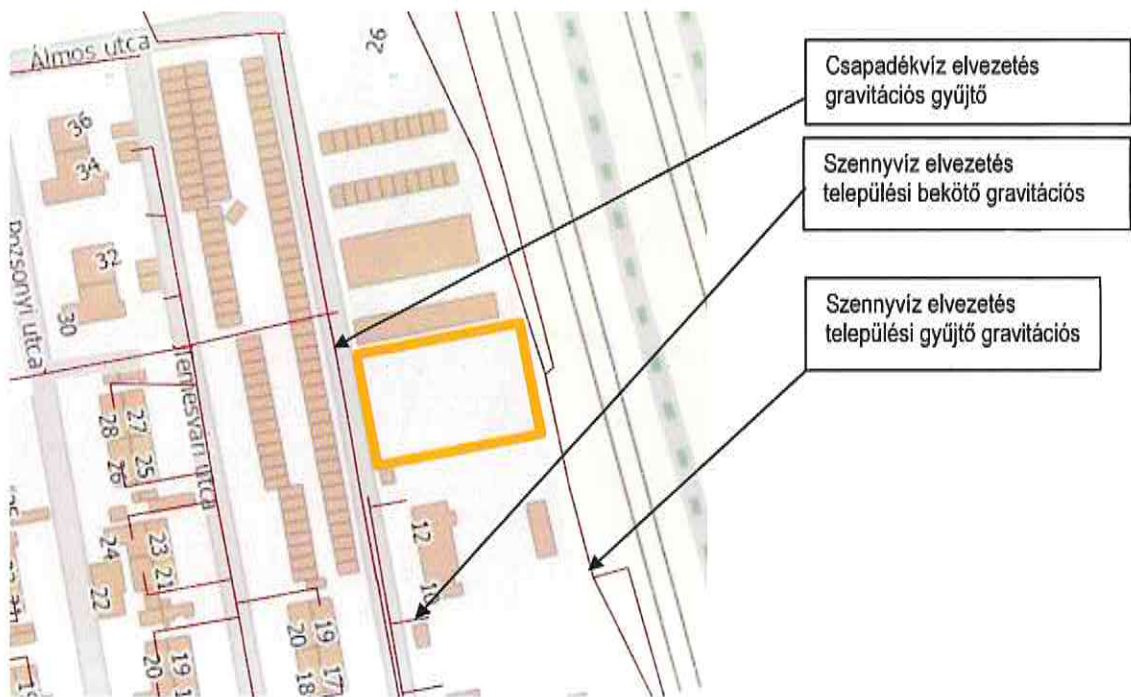 Álmos utca
26
Csapadékvíz elvezetés
gravitációs gyűjtő
36
34
Szennyvíz elvezetés
települési bekötő gravitációs
32
30
Pozsonyi utca
Szennyvíz elvezetés
települési gyűjtő gravitációs
Temesvári utca
28
27
26
25
24
23
22
21
12
10
20
19
18
17
20
19